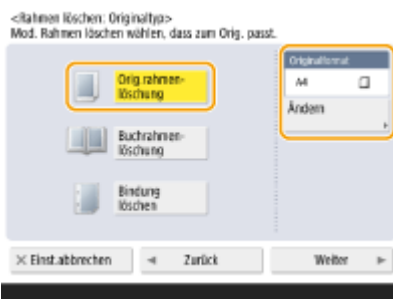 <Rahmen löschen: Originaltyp>
Mod. Rahmen löschen wählen, dass zum Orig. passt.
Orig.rahmen-
löschung
Buchrahmen-
löschung
Bindung
löschen
Originalformat
A4
Ändern
× Einst.abbrechen
Zurück
Weiter